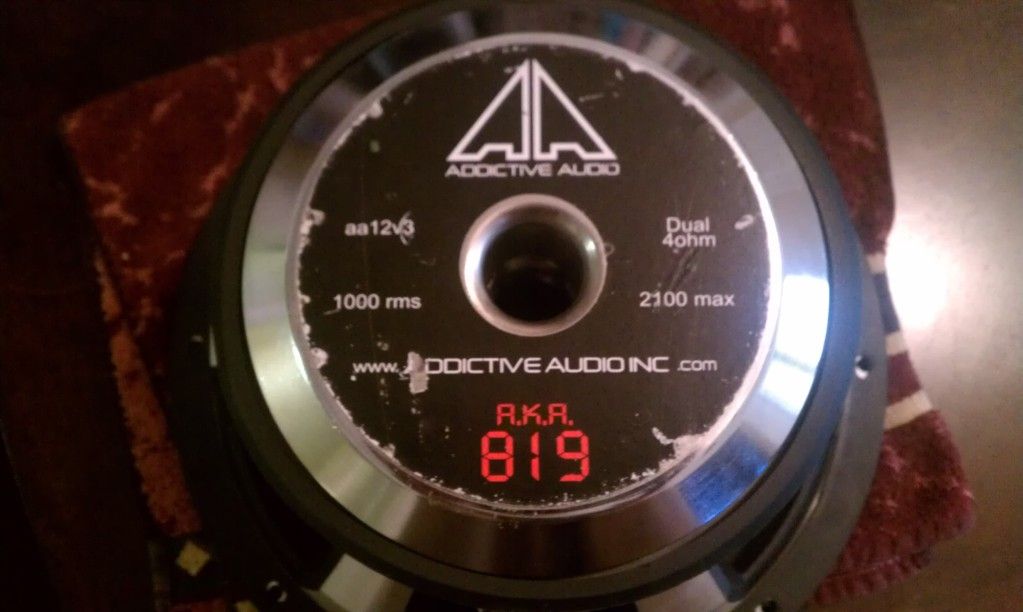 ADDICTIVE AUDIO
aa12v3
Dual
4ohm
1000 rms
2100 max
www.ADDICTIVE AUDIO INC .com
A.K.A.
819